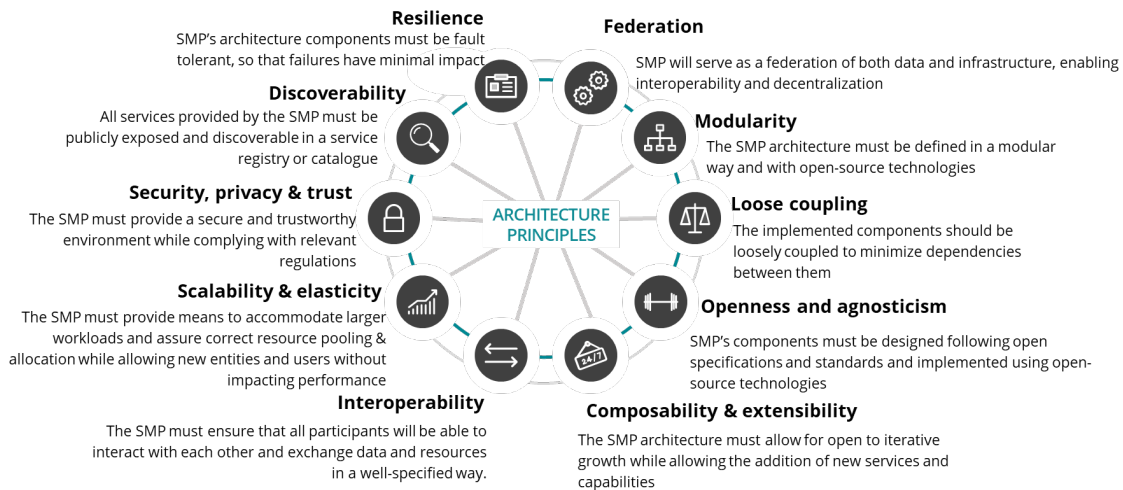 Resilience
SMP's architecture components must be fault
tolerant, so that failures have minimal impact
Federation
SMP will serve as a federation of both data and infrastructure, enabling
interoperability and decentralization
Discoverability
All services provided by the SMP must be
publicly exposed and discoverable in a service
registry or catalogue
Modularity
The SMP architecture must be defined in a modular
way and with open-source technologies
Security, privacy & trust
The SMP must provide a secure and trustworthy
environment while complying with relevant
regulations
Loose coupling
The implemented components should be
loosely coupled to minimize dependencies
between them
ARCHITECTURE
PRINCIPLES
Scalability & elasticity
The SMP must provide means to accommodate larger
workloads and assure correct resource pooling &
allocation while allowing new entities and users without
impacting performance
Openness and agnosticism
SMP's components must be designed following open
specifications and standards and implemented using open-
source technologies
24/7
Interoperability
The SMP must ensure that all participants will be able to
interact with each other and exchange data and resources
in a well-specified way.
Composability & extensibility
The SMP architecture must allow for open to iterative
growth while allowing the addition of new services and
capabilities